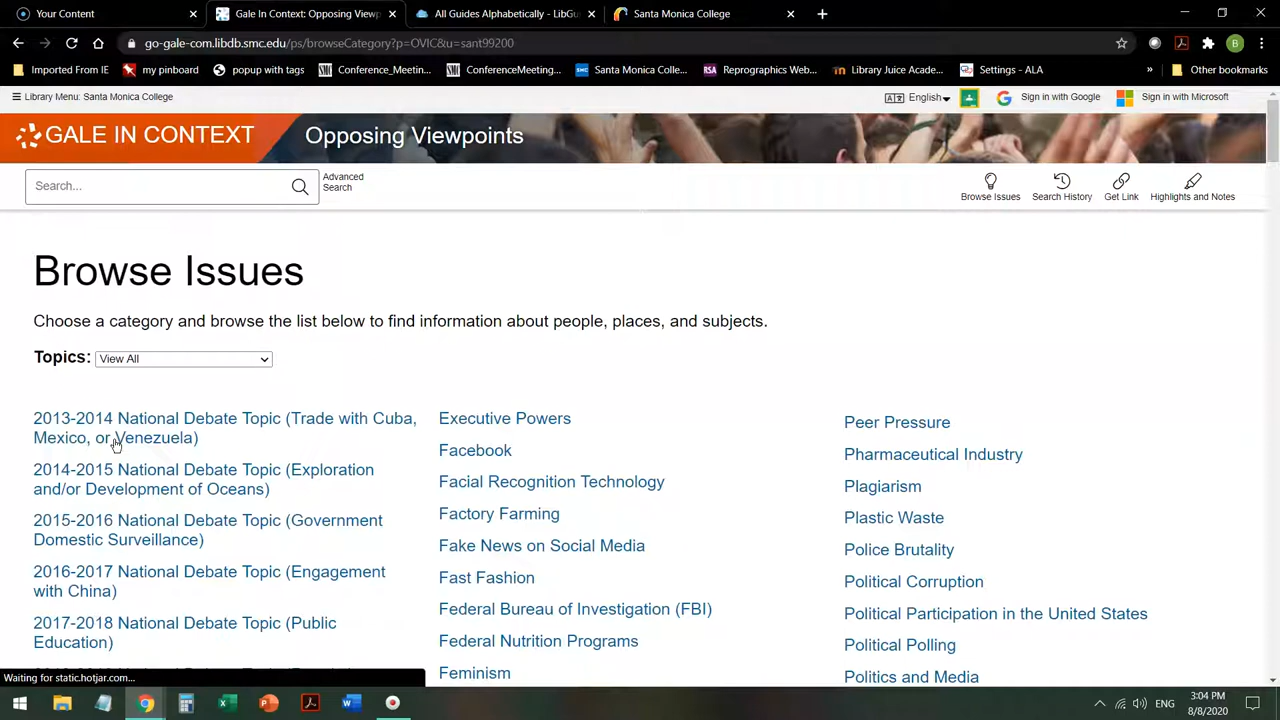 Your Content
Gale In Context: Opposing Viewp
All Guides Alphabetically - LibGu
Santa Monica College
go-gale-com.libdb.smc.edu/ps/browseCategory?p=OVIC&u=sant99200
B
Imported From IE
my pinboard
popup with tags
Conference_Meetin...
ConferenceMeeting...
Santa Monica Colle...
Reprographics Web...
Library Juice Acade...
Settings - ALA
»
Other bookmarks
Library Menu: Santa Monica College
English
Sign in with Google
Sign in with Microsoft
GALE IN CONTEXT
Opposing Viewpoints
Search...
Advanced
Search
Browse Issues
Search History
Get Link
Highlights and Notes
Browse Issues
Choose a category and browse the list below to find information about people, places, and subjects.
Topics: View All
2013-2014 National Debate Topic (Trade with Cuba,
Mexico, or Venezuela)
2014-2015 National Debate Topic (Exploration
and/or Development of Oceans)
2015-2016 National Debate Topic (Government
Domestic Surveillance)
2016-2017 National Debate Topic (Engagement
with China)
2017-2018 National Debate Topic (Public
Education)
Executive Powers
Facebook
Facial Recognition Technology
Factory Farming
Fake News on Social Media
Fast Fashion
Federal Bureau of Investigation (FBI)
Federal Nutrition Programs
Feminism
Peer Pressure
Pharmaceutical Industry
Plagiarism
Plastic Waste
Police Brutality
Political Corruption
Political Participation in the United States
Political Polling
Politics and Media
Waiting for static.hotjar.com...
ENG
3:04 PM
8/8/2020